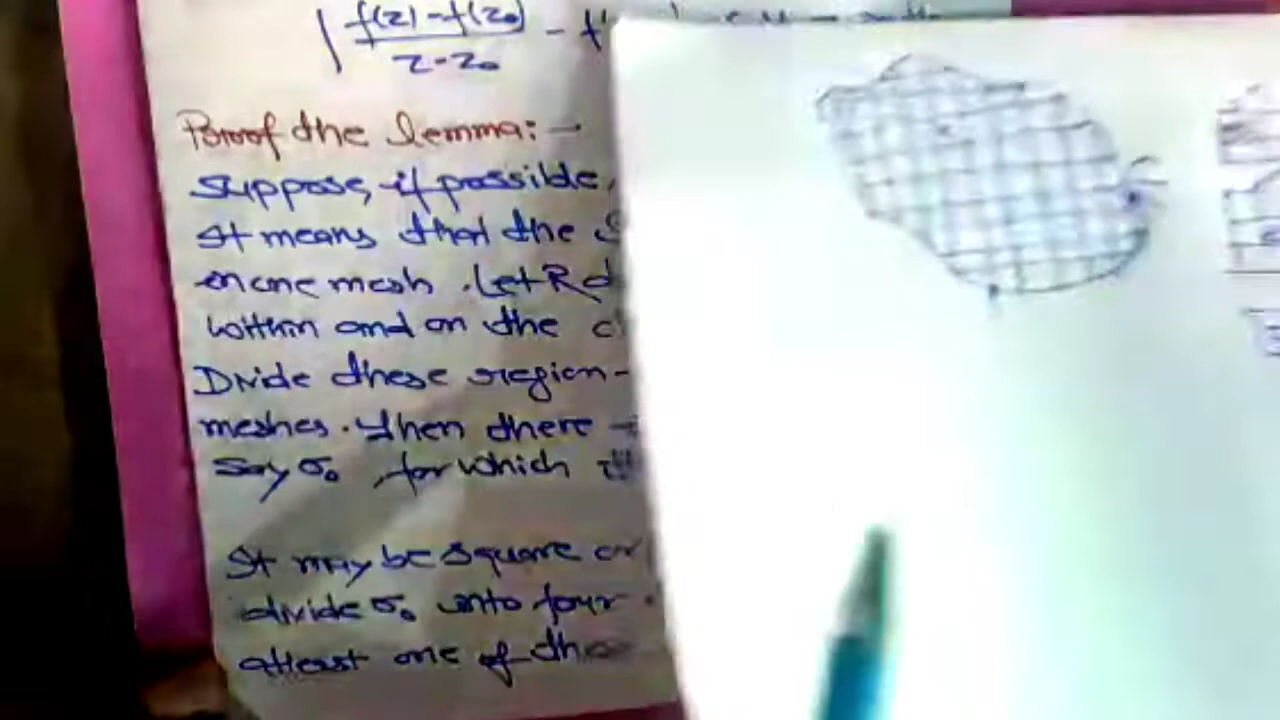 | f(z) - f(z₀) / z - z₀ - f'
Proof the lemma: →
Suppose, if possible,
It means that the
in one mesh. Let R
within and on the c
Divide these region-
meshes. Then there
Say σ₀, for which
It may be square or
divide σ₀ into four
atleast one of the